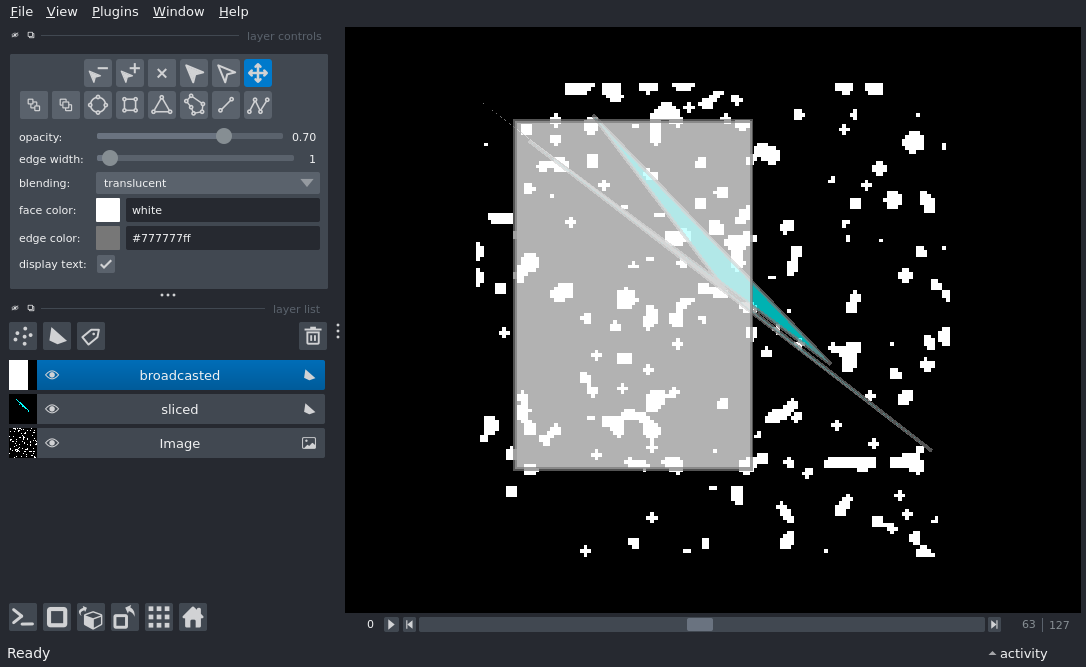 File View Plugins Window Help
layer controls
opacity: 0.70
edge width: 1
blending: translucent
face color: white
edge color: #777777ff
display text:
layer list
broadcasted
sliced
Image
0 63 127
Ready activity